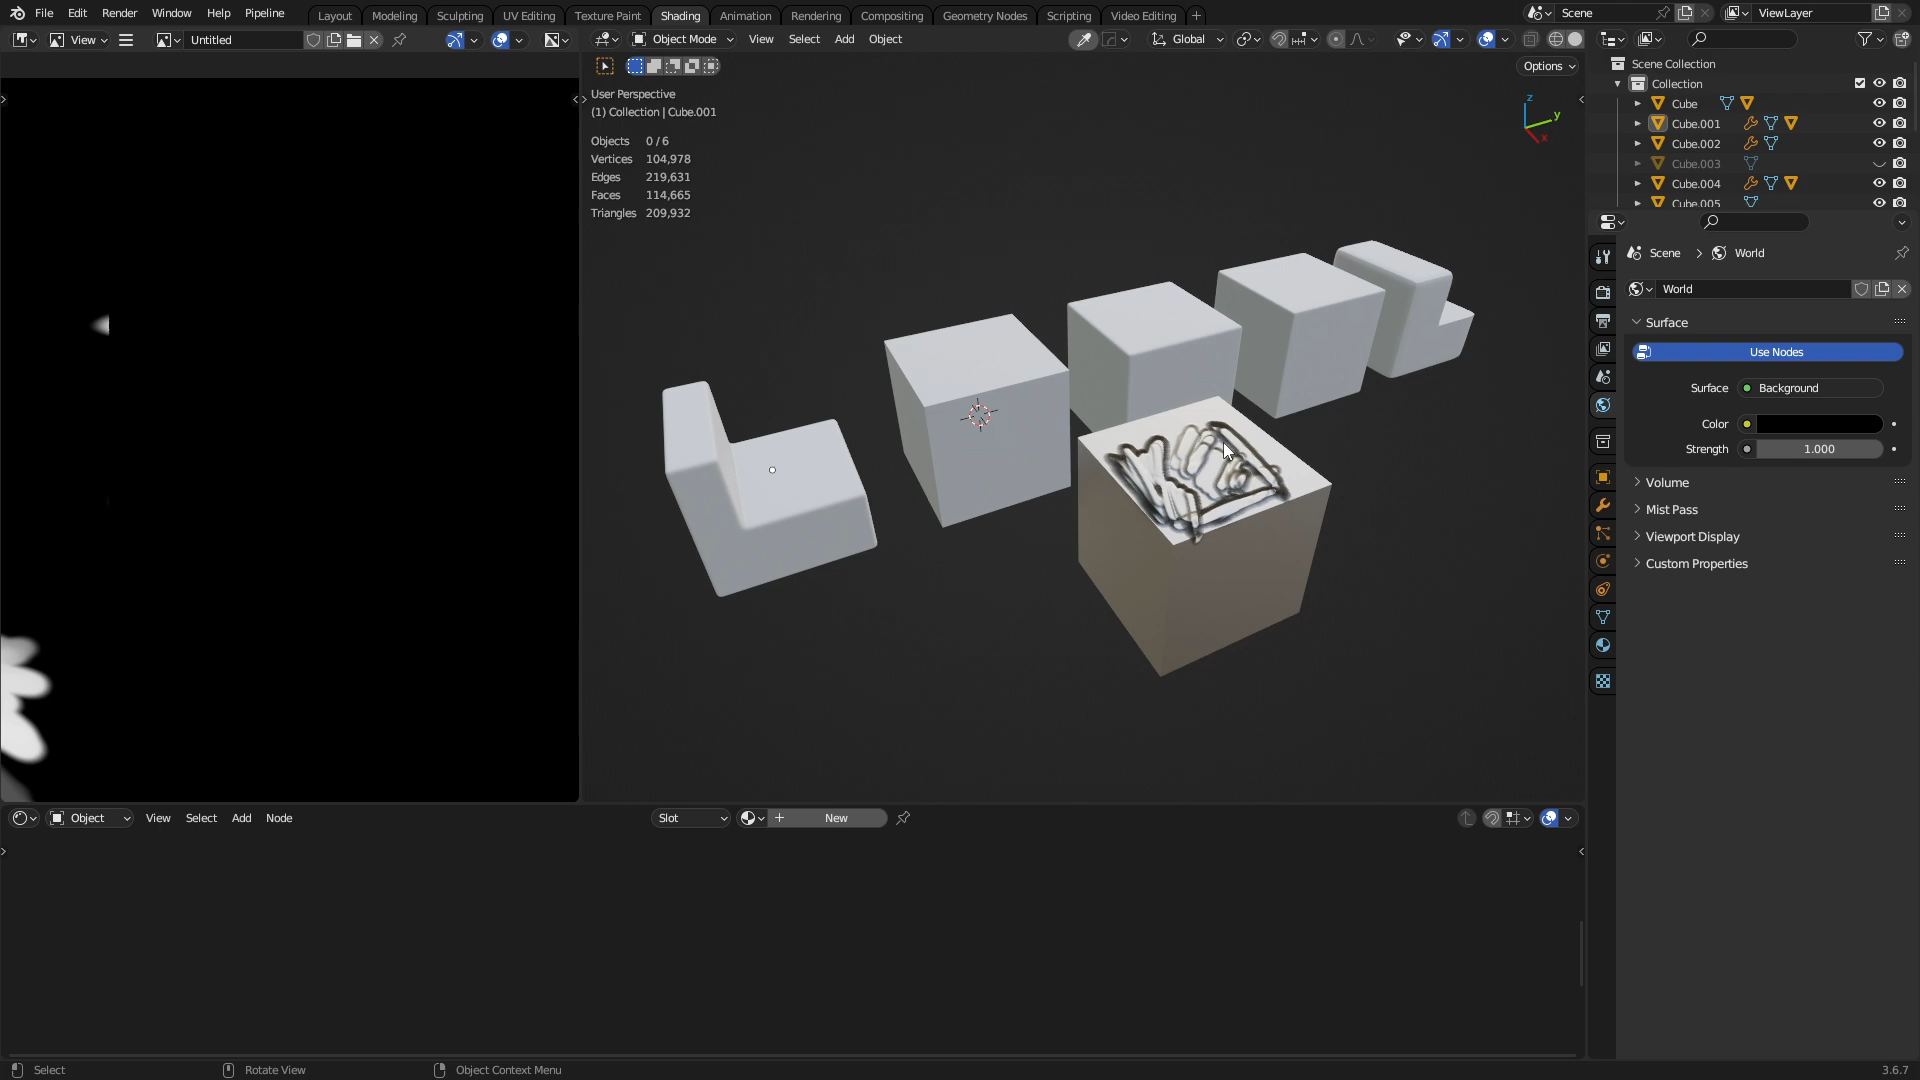 File Edit Render Window Help Pipeline Layout Modeling Sculpting UV Editing Texture Paint Shading Animation Rendering Compositing Geometry Nodes Scripting Video Editing + Scene ViewLayer
View Untitled Object Mode View Select Add Object Global
Options
User Perspective
(1) Collection | Cube.001
Objects 0 / 6
Vertices 104,978
Edges 219,631
Faces 114,665
Triangles 209,932
z
y
x
Scene Collection
Collection
Cube
Cube.001
Cube.002
Cube.003
Cube.004
Cube.005
Scene > World
World
Surface
Use Nodes
Surface Background
Color
Strength 1.000
Volume
Mist Pass
Viewport Display
Custom Properties
Object View Select Add Node Slot + New
Select Rotate View Object Context Menu 3.6.7